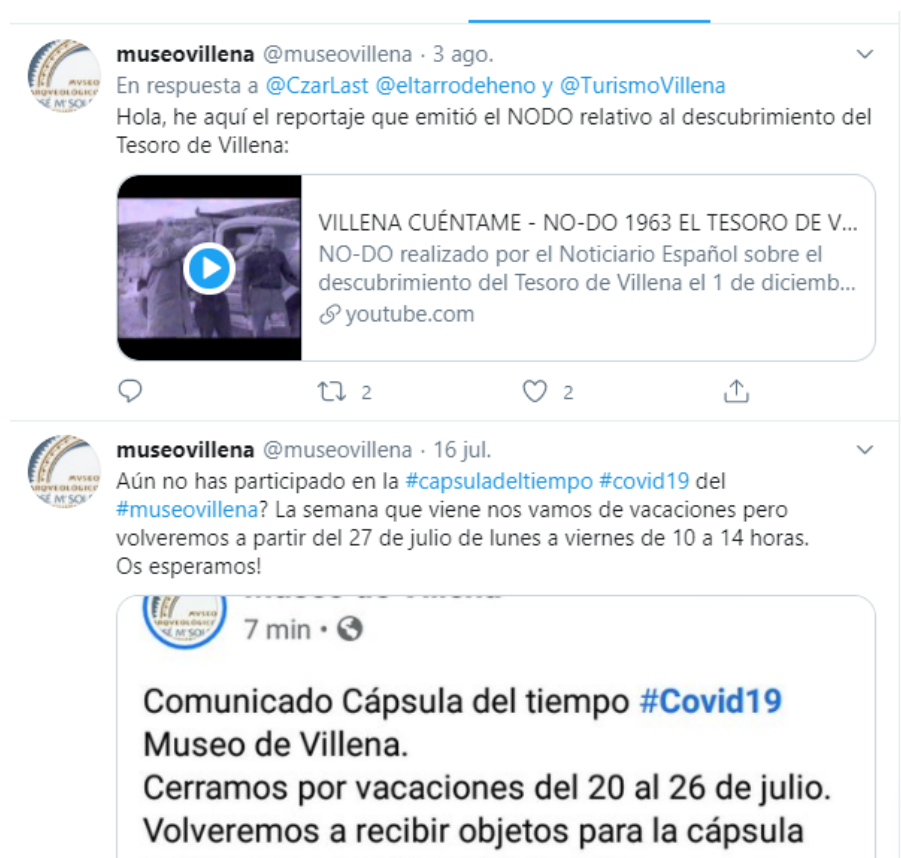 museovillena @museovillena · 3 ago.
En respuesta a @CzarLast @eltarrodeheno y @TurismoVillena
Hola, he aquí el reportaje que emitió el NODO relativo al descubrimiento del
Tesoro de Villena:
VILLENA CUÉNTAME - NO-DO 1963 EL TESORO DE V...
NO-DO realizado por el Noticiario Español sobre el
descubrimiento del Tesoro de Villena el 1 de diciemb...
youtube.com
2 2
museovillena @museovillena · 16 jul.
Aún no has participado en la #capsuladeltiempo #covid19 del
#museovillena? La semana que viene nos vamos de vacaciones pero
volveremos a partir del 27 de julio de lunes a viernes de 10 a 14 horas.
Os esperamos!
7 min •
Comunicado Cápsula del tiempo #Covid19
Museo de Villena.
Cerramos por vacaciones del 20 al 26 de julio.
Volveremos a recibir objetos para la cápsula